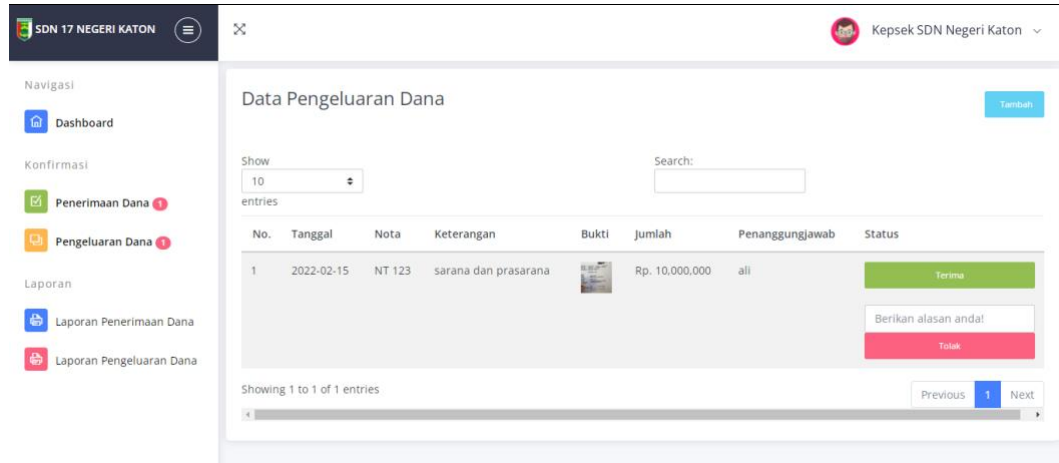 SDN 17 NEGERI KATON
Kepsek SDN Negeri Katon
Navigasi
Dashboard
Konfirmasi
Penerimaan Dana 1
Pengeluaran Dana 1
Laporan
Laporan Penerimaan Dana
Laporan Pengeluaran Dana
Data Pengeluaran Dana
Tambah
Show
10
entries
Search:
No. Tanggal Nota Keterangan Bukti Jumlah Penanggungjawab Status
1 2022-02-15 NT 123 sarana dan prasarana Rp. 10,000,000 ali Terima
Berikan alasan anda!
Tolak
Showing 1 to 1 of 1 entries
Previous 1 Next